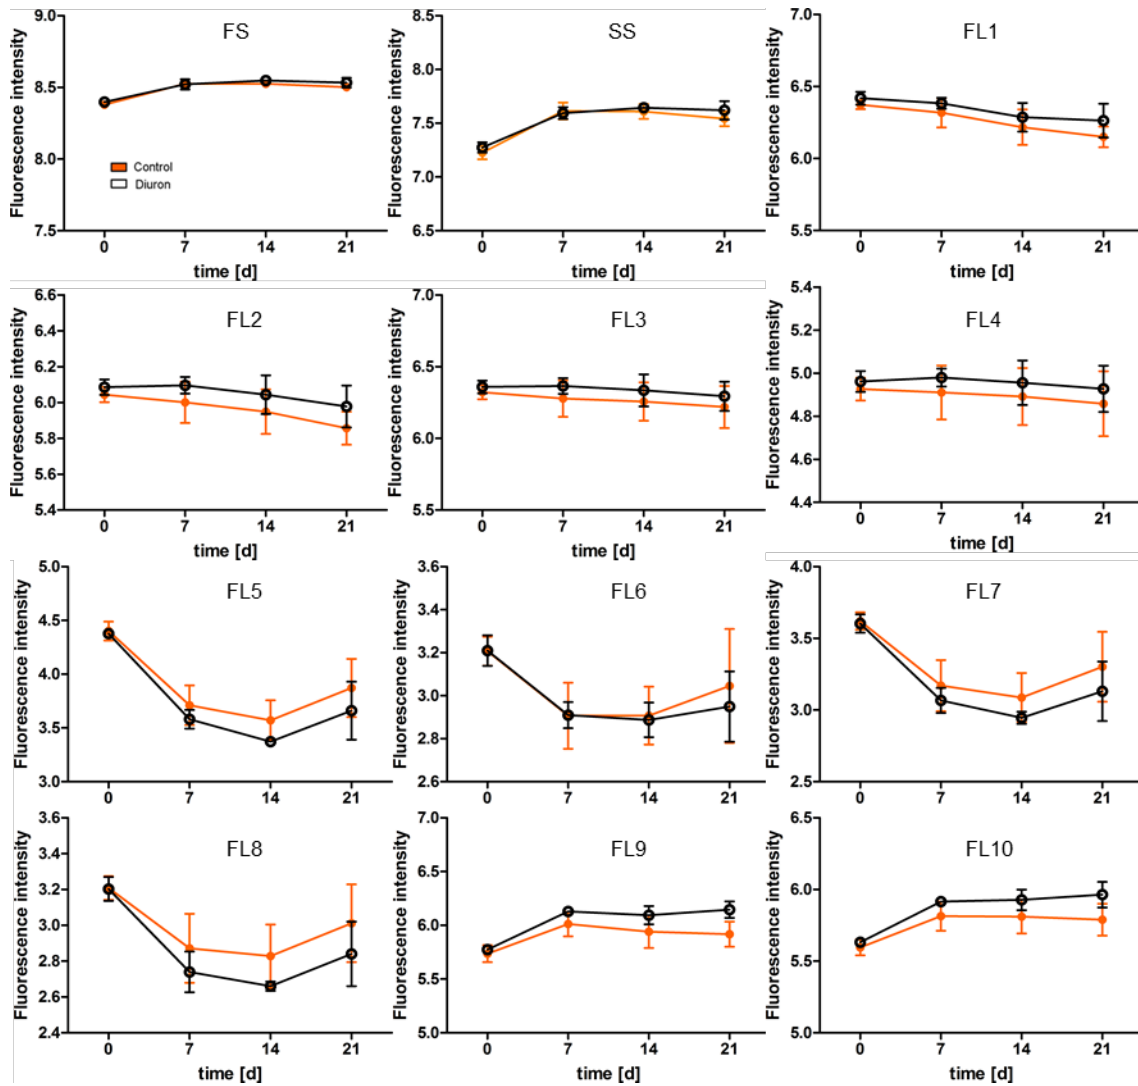 FS
Fluorescence intensity
9.0
8.5
8.0
7.5
Control
Diuron
0 7 14 21
time [d]
SS
Fluorescence intensity
8.5
8.0
7.5
7.0
6.5
0 7 14 21
time [d]
FL1
Fluorescence intensity
7.0
6.5
6.0
5.5
0 7 14 21
time [d]
FL2
Fluorescence intensity
6.6
6.4
6.2
6.0
5.8
5.6
5.4
0 7 14 21
time [d]
FL3
Fluorescence intensity
7.0
6.5
6.0
5.5
0 7 14 21
time [d]
FL4
Fluorescence intensity
5.4
5.2
5.0
4.8
4.6
4.4
0 7 14 21
time [d]
FL5
Fluorescence intensity
5.0
4.5
4.0
3.5
3.0
0 7 14 21
FL6
Fluorescence intensity
3.6
3.4
3.2
3.0
2.8
2.6
0 7 14 21
FL7
Fluorescence intensity
4.0
3.5
3.0
2.5
0 7 14 21
FL8
Fluorescence intensity
3.6
3.4
3.2
3.0
2.8
2.6
2.4
0 7 14 21
time [d]
FL9
Fluorescence intensity
7.0
6.5
6.0
5.5
5.0
0 7 14 21
time [d]
FL10
Fluorescence intensity
6.5
6.0
5.5
5.0
0 7 14 21
time [d]